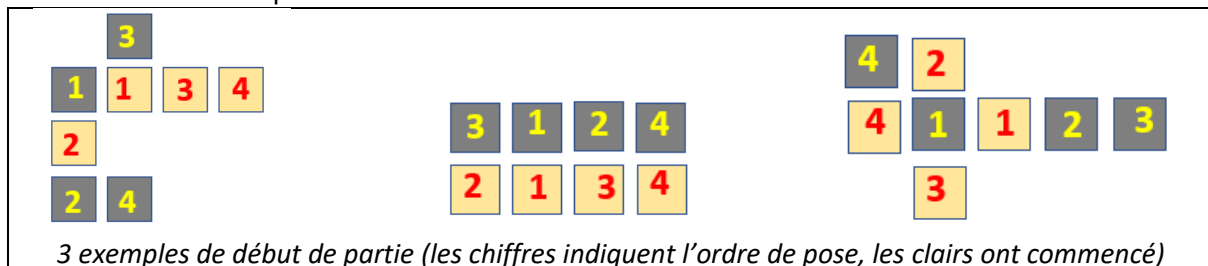 3
4 2
1 1 3 4
4 1 1 2 3
3 1 2 4
2
2 1 3 4
3
2 4
3 exemples de début de partie (les chiffres indiquent l’ordre de pose, les clairs ont commencé)